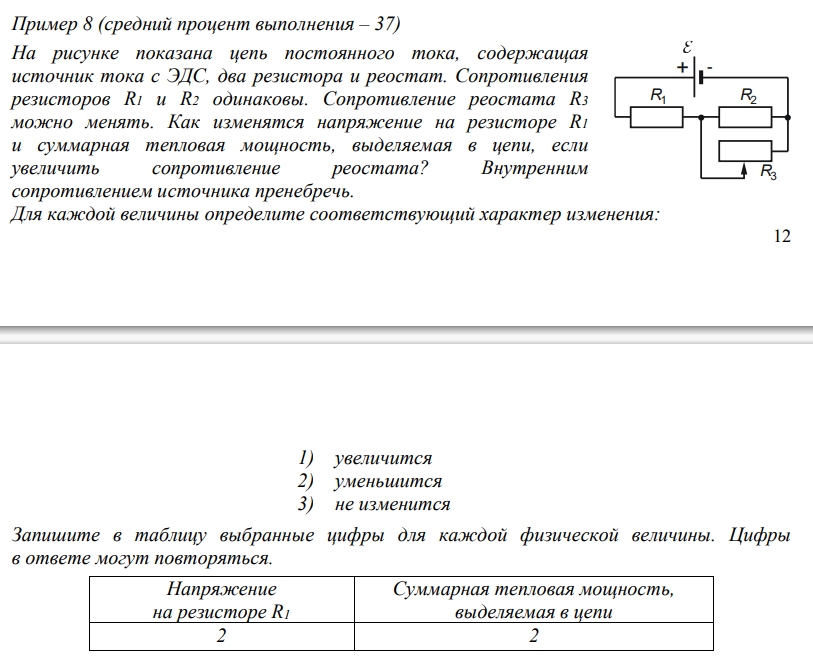 Пример 8 (средний процент выполнения – 37)
На рисунке показана цепь постоянного тока, содержащая
источник тока с ЭДС, два резистора и реостат. Сопротивления
резисторов R1 и R2 одинаковы. Сопротивление реостата R3
можно менять. Как изменятся напряжение на резисторе R1
и суммарная тепловая мощность, выделяемая в цепи, если
увеличить сопротивление реостата? Внутренним
сопротивлением источника пренебречь.
ℰ
+ -
R1 R2
R3
Для каждой величины определите соответствующий характер изменения:
12
1) увеличится
2) уменьшится
3) не изменится
Запишите в таблицу выбранные цифры для каждой физической величины. Цифры
в ответе могут повторяться.
Напряжение
на резисторе R1
Суммарная тепловая мощность,
выделяемая в цепи
2 2